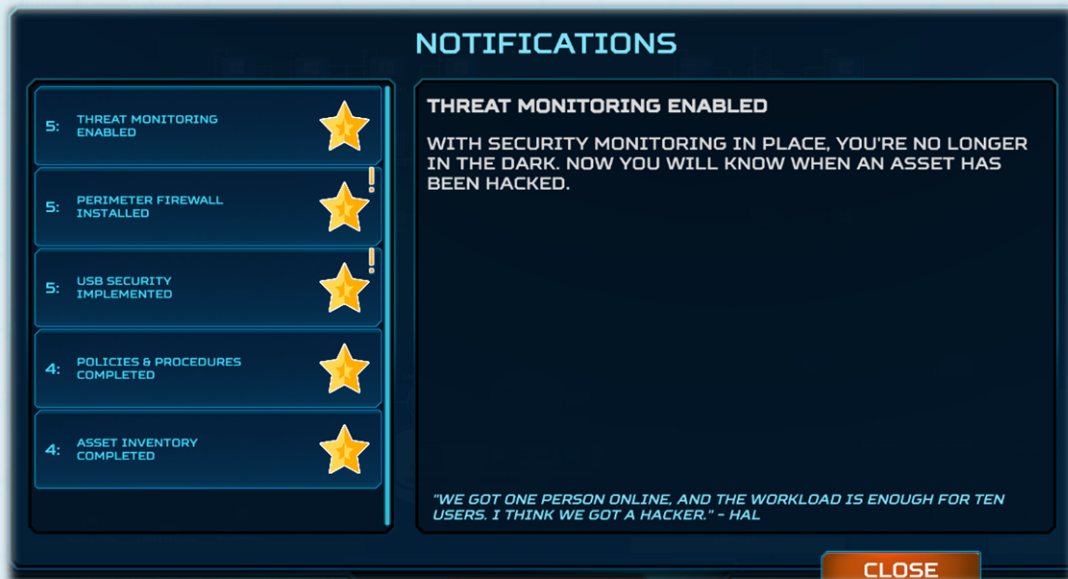 NOTIFICATIONS
5: THREAT MONITORING
ENABLED
5: PERIMETER FIREWALL
INSTALLED
5: USB SECURITY
IMPLEMENTED
4: POLICIES & PROCEDURES
COMPLETED
4: ASSET INVENTORY
COMPLETED
THREAT MONITORING ENABLED
WITH SECURITY MONITORING IN PLACE, YOU'RE NO LONGER
IN THE DARK. NOW YOU WILL KNOW WHEN AN ASSET HAS
BEEN HACKED.
"WE GOT ONE PERSON ONLINE, AND THE WORKLOAD IS ENOUGH FOR TEN
USERS. I THINK WE GOT A HACKER." - HAL
CLOSE